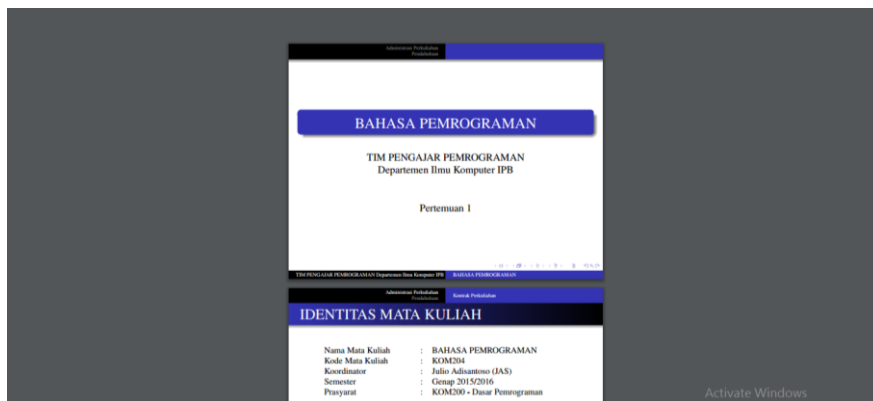 Administrasi Perkuliahan
Pendahuluan
BAHASA PEMROGRAMAN
TIM PENGAJAR PEMROGRAMAN
Departemen Ilmu Komputer IPB
Pertemuan 1
TIM PENGAJAR PEMROGRAMAN Departemen Ilmu Komputer IPB BAHASA PEMROGRAMAN
Administrasi Perkuliahan
Pendahuluan
Kontrak Perkuliahan
IDENTITAS MATA KULIAH
Nama Mata Kuliah : BAHASA PEMROGRAMAN
Kode Mata Kuliah : KOM204
Koordinator : Julio Adisantoso (JAS)
Semester : Genap 2015/2016
Prasyarat : KOM200 - Dasar Pemrograman
Activate Windows